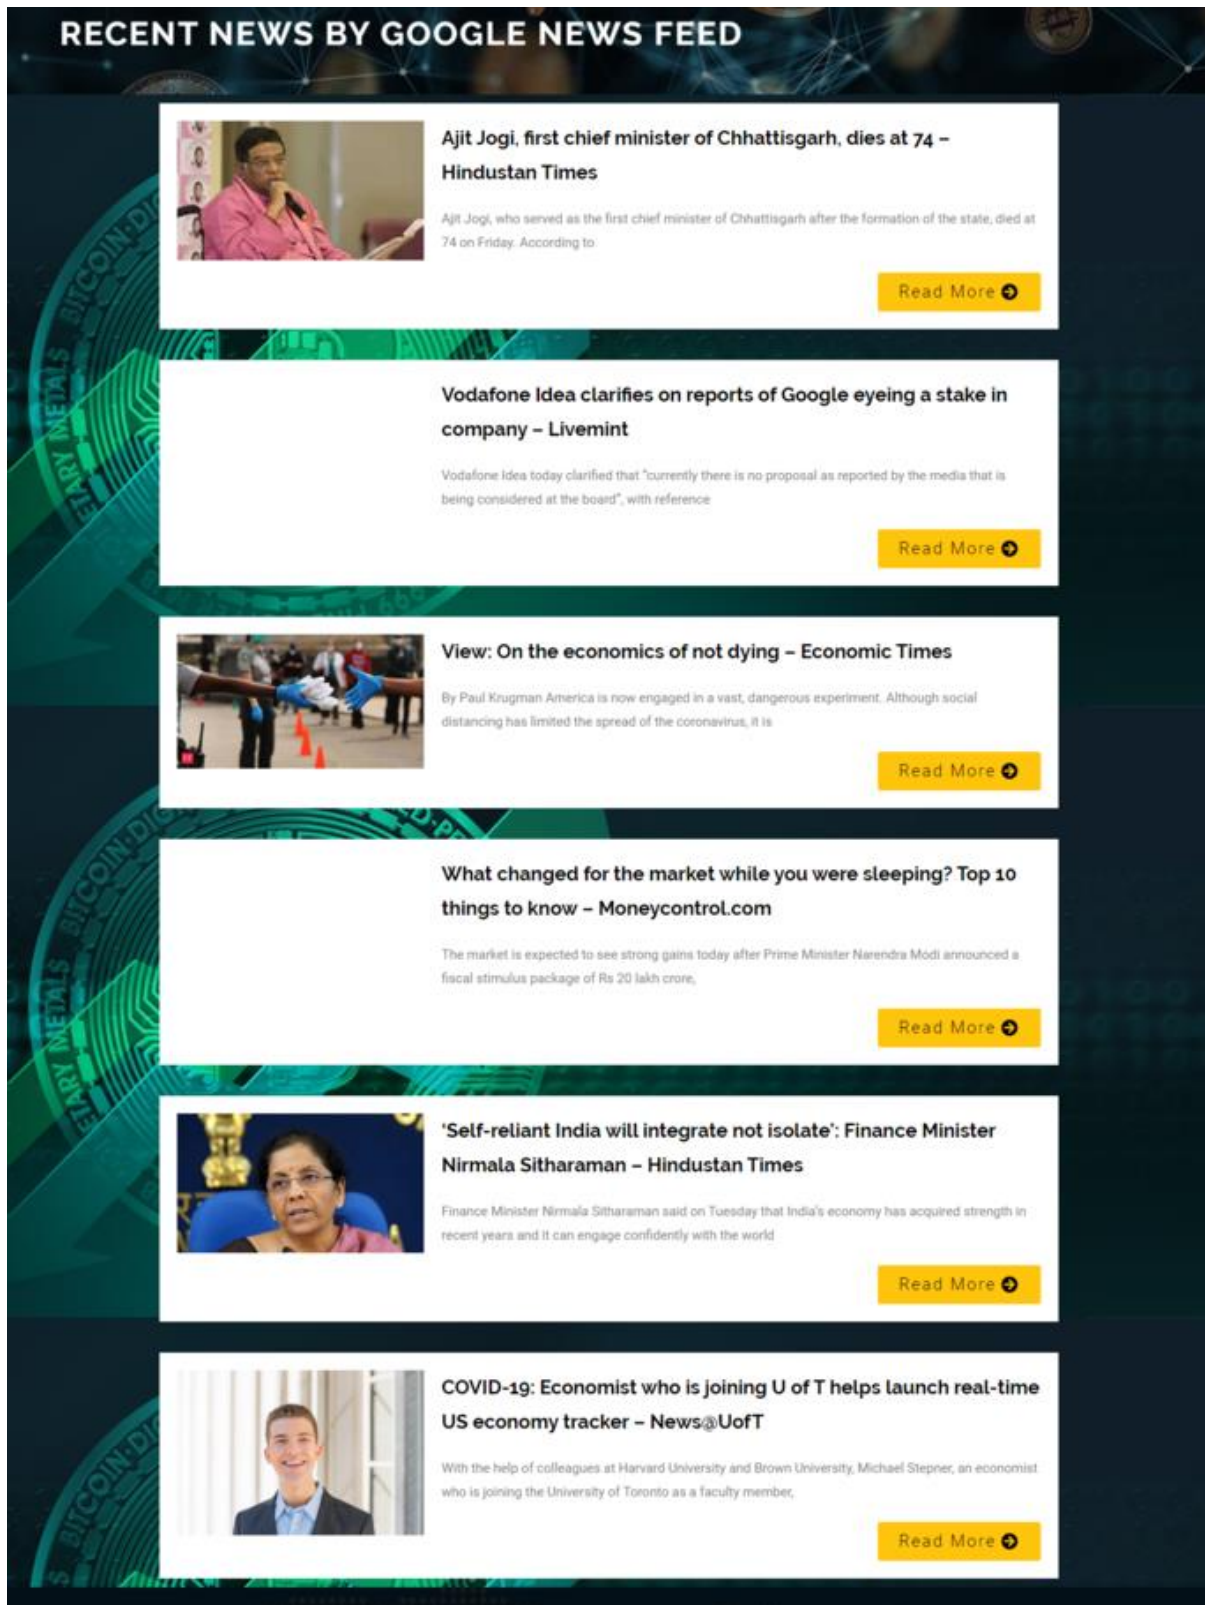 RECENT NEWS BY GOOGLE NEWS FEED
Ajit Jogi, first chief minister of Chhattisgarh, dies at 74 –
Hindustan Times
Ajit Jogi, who served as the first chief minister of Chhattisgarh after the formation of the state, died at
74 on Friday. According to
Read More
Vodafone Idea clarifies on reports of Google eyeing a stake in
company – Livemint
Vodafone Idea today clarified that "currently there is no proposal as reported by the media that is
being considered at the board", with reference
Read More
View: On the economics of not dying – Economic Times
By Paul Krugman America is now engaged in a vast, dangerous experiment. Although social
distancing has limited the spread of the coronavirus, it is
Read More
What changed for the market while you were sleeping? Top 10
things to know – Moneycontrol.com
The market is expected to see strong gains today after Prime Minister Narendra Modi announced a
fiscal stimulus package of Rs 20 lakh crore,
Read More
'Self-reliant India will integrate not isolate': Finance Minister
Nirmala Sitharaman – Hindustan Times
Finance Minister Nirmala Sitharaman said on Tuesday that India's economy has acquired strength in
recent years and it can engage confidently with the world
Read More
COVID-19: Economist who is joining U of T helps launch real-time
US economy tracker – News@UofT
With the help of colleagues at Harvard University and Brown University, Michael Stepner, an economist
who is joining the University of Toronto as a faculty member,
Read More
BITCOIN
METALS
BITCOIN
METALS
BITCOIN